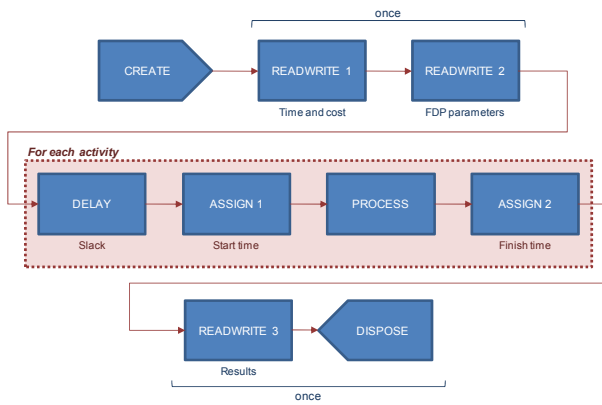 once
CREATE
READWRITE 1
READWRITE 2
Time and cost
FDP parameters
For each activity
DELAY
ASSIGN 1
PROCESS
ASSIGN 2
Slack
Start time
Finish time
READWRITE 3
DISPOSE
Results
once